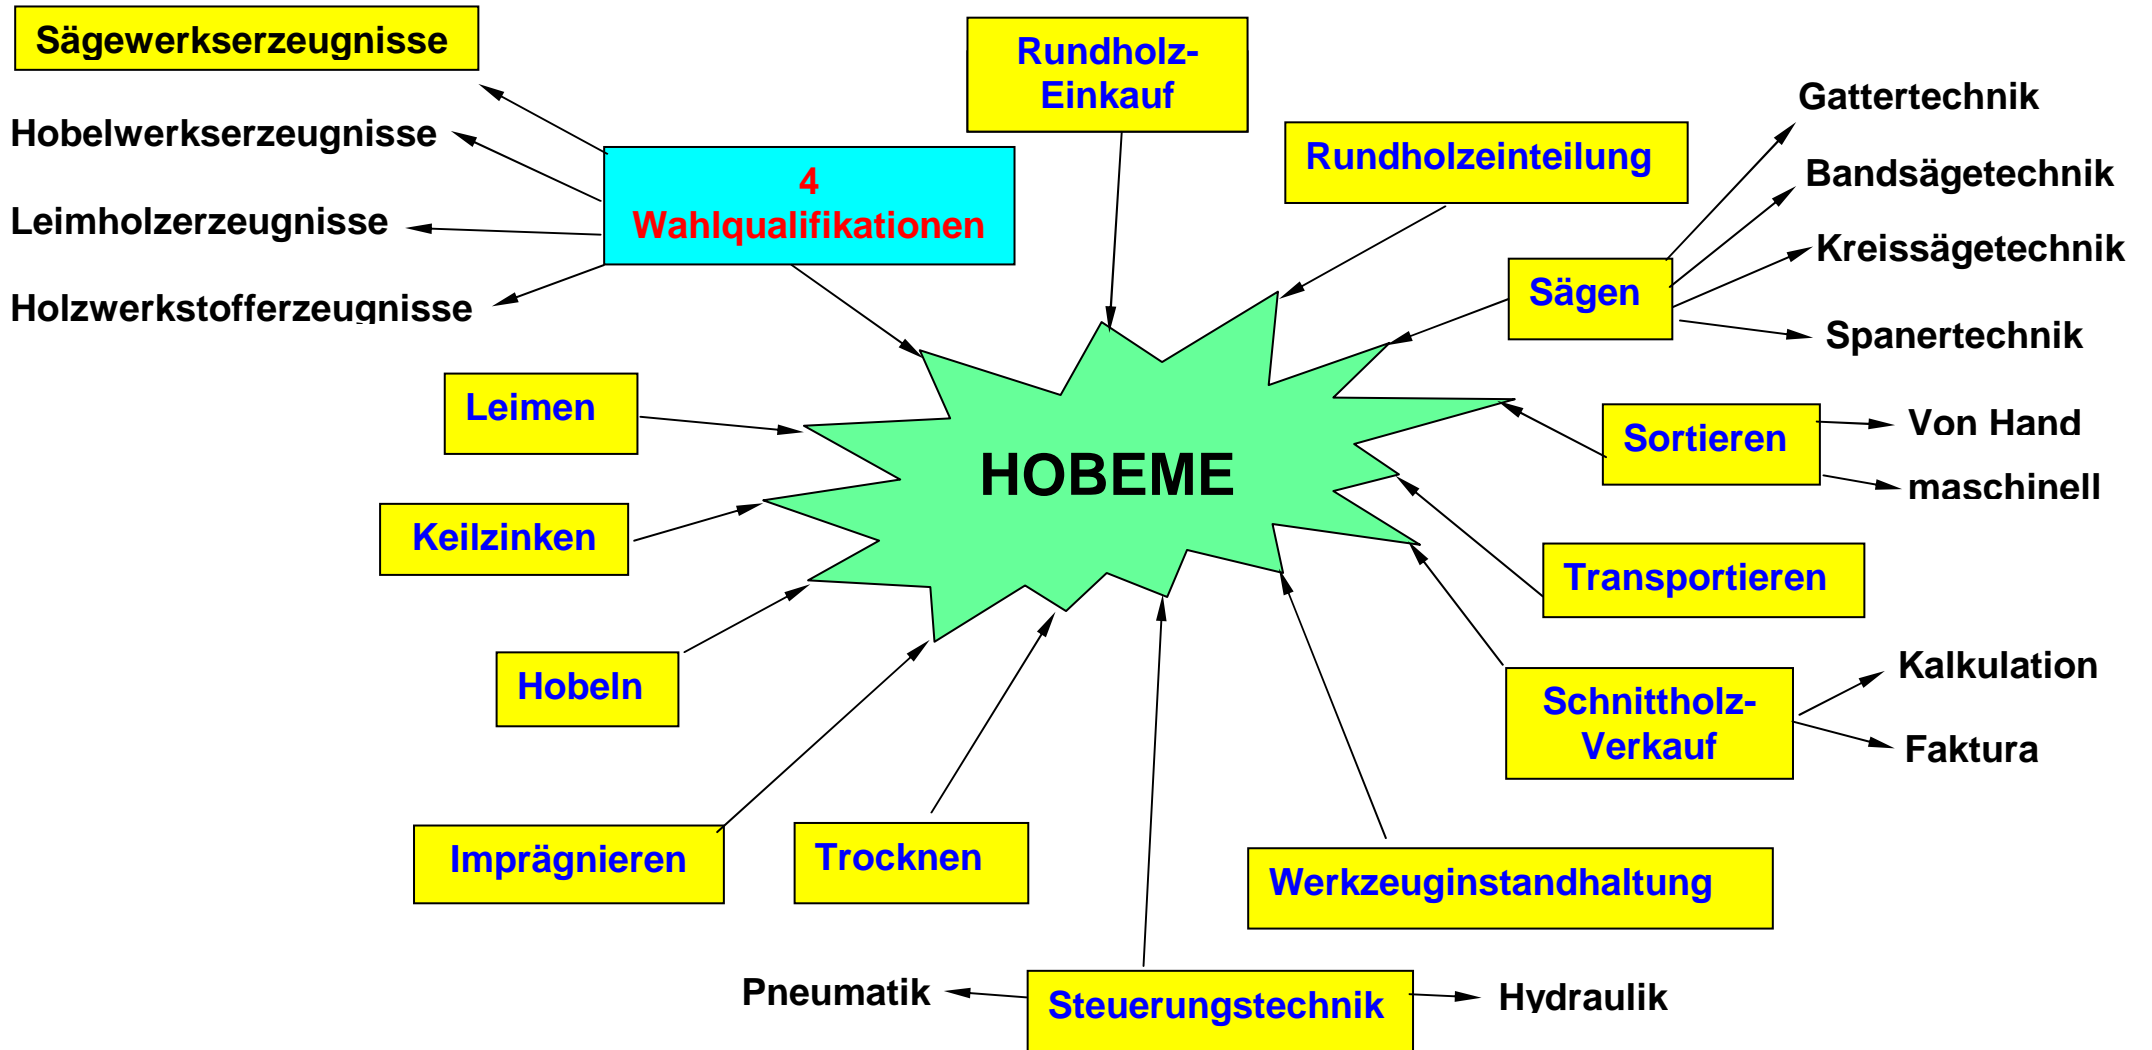 Sägewerkserzeugnisse
Rundholz-
Einkauf
Gattertechnik
Hobelwerkserzeugnisse
Rundholzeinteilung
Bandsägetechnik
4
Wahlqualifikationen
Leimholzerzeugnisse
Kreissägetechnik
Holzwerkstofferzeugnisse
Sägen
Spanertechnik
Leimen
Sortieren
Von Hand
HOBEME
maschinell
Keilzinken
Transportieren
Hobeln
Schnittholz-
Verkauf
Kalkulation
Faktura
Imprägnieren
Trocknen
Werkzeuginstandhaltung
Pneumatik
Steuerungstechnik
Hydraulik